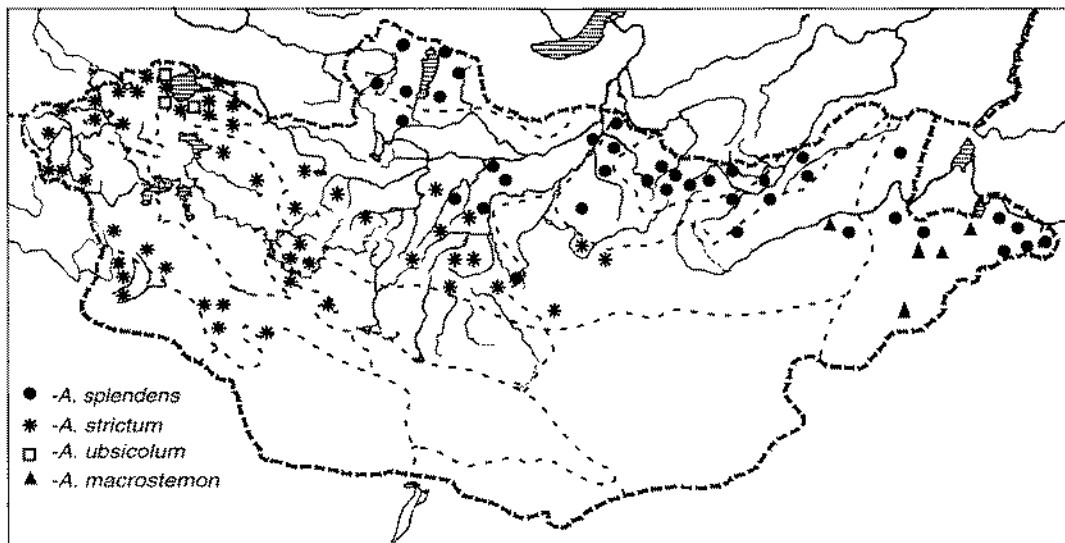 -A. splendens
-A. strictum
-A. ubsicolum
-A. macrostemon